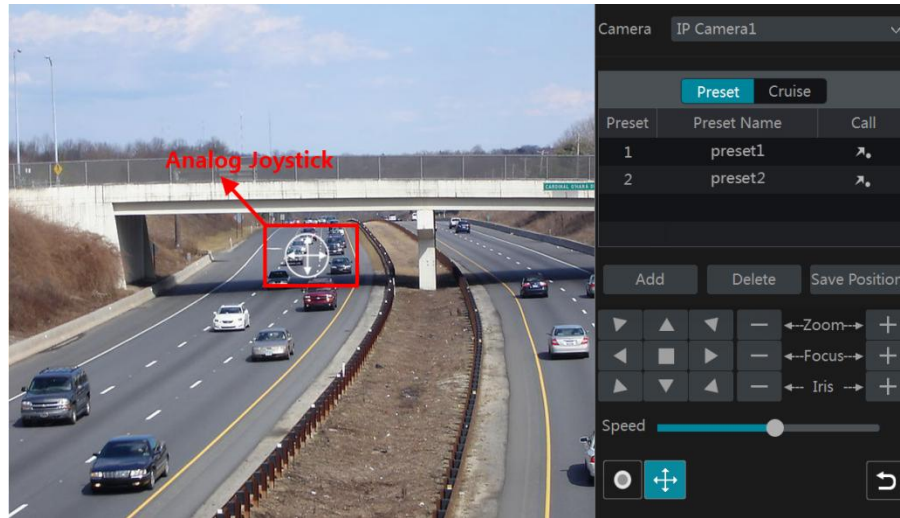 Camera IP Camera1
Preset Cruise
Preset Preset Name Call
1 preset1
2 preset2
Analog Joystick
Add Delete Save Position
Zoom
Focus
Iris
Speed